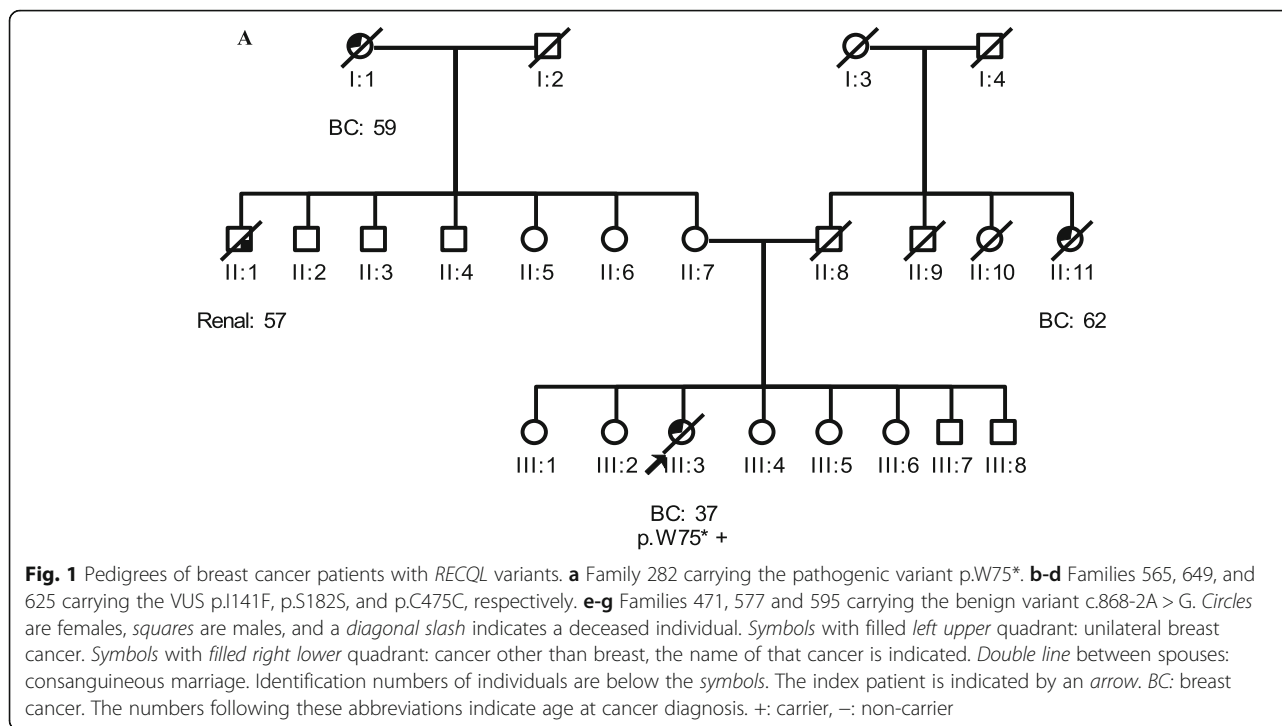 A
I:1 I:2 I:3 I:4
BC: 59
II:1 II:2 II:3 II:4 II:5 II:6 II:7 II:8 II:9 II:10 II:11
Renal: 57 BC: 62
III:1 III:2 III:3 III:4 III:5 III:6 III:7 III:8
BC: 37
p.W75* +
Fig. 1 Pedigrees of breast cancer patients with RECQL variants. a Family 282 carrying the pathogenic variant p.W75*. b-d Families 565, 649, and
625 carrying the VUS p.I141F, p.S182S, and p.C475C, respectively. e-g Families 471, 577 and 595 carrying the benign variant c.868-2A > G. Circles
are females, squares are males, and a diagonal slash indicates a deceased individual. Symbols with filled left upper quadrant: unilateral breast
cancer. Symbols with filled right lower quadrant: cancer other than breast, the name of that cancer is indicated. Double line between spouses:
consanguineous marriage. Identification numbers of individuals are below the symbols. The index patient is indicated by an arrow. BC: breast
cancer. The numbers following these abbreviations indicate age at cancer diagnosis. +: carrier, −: non-carrier